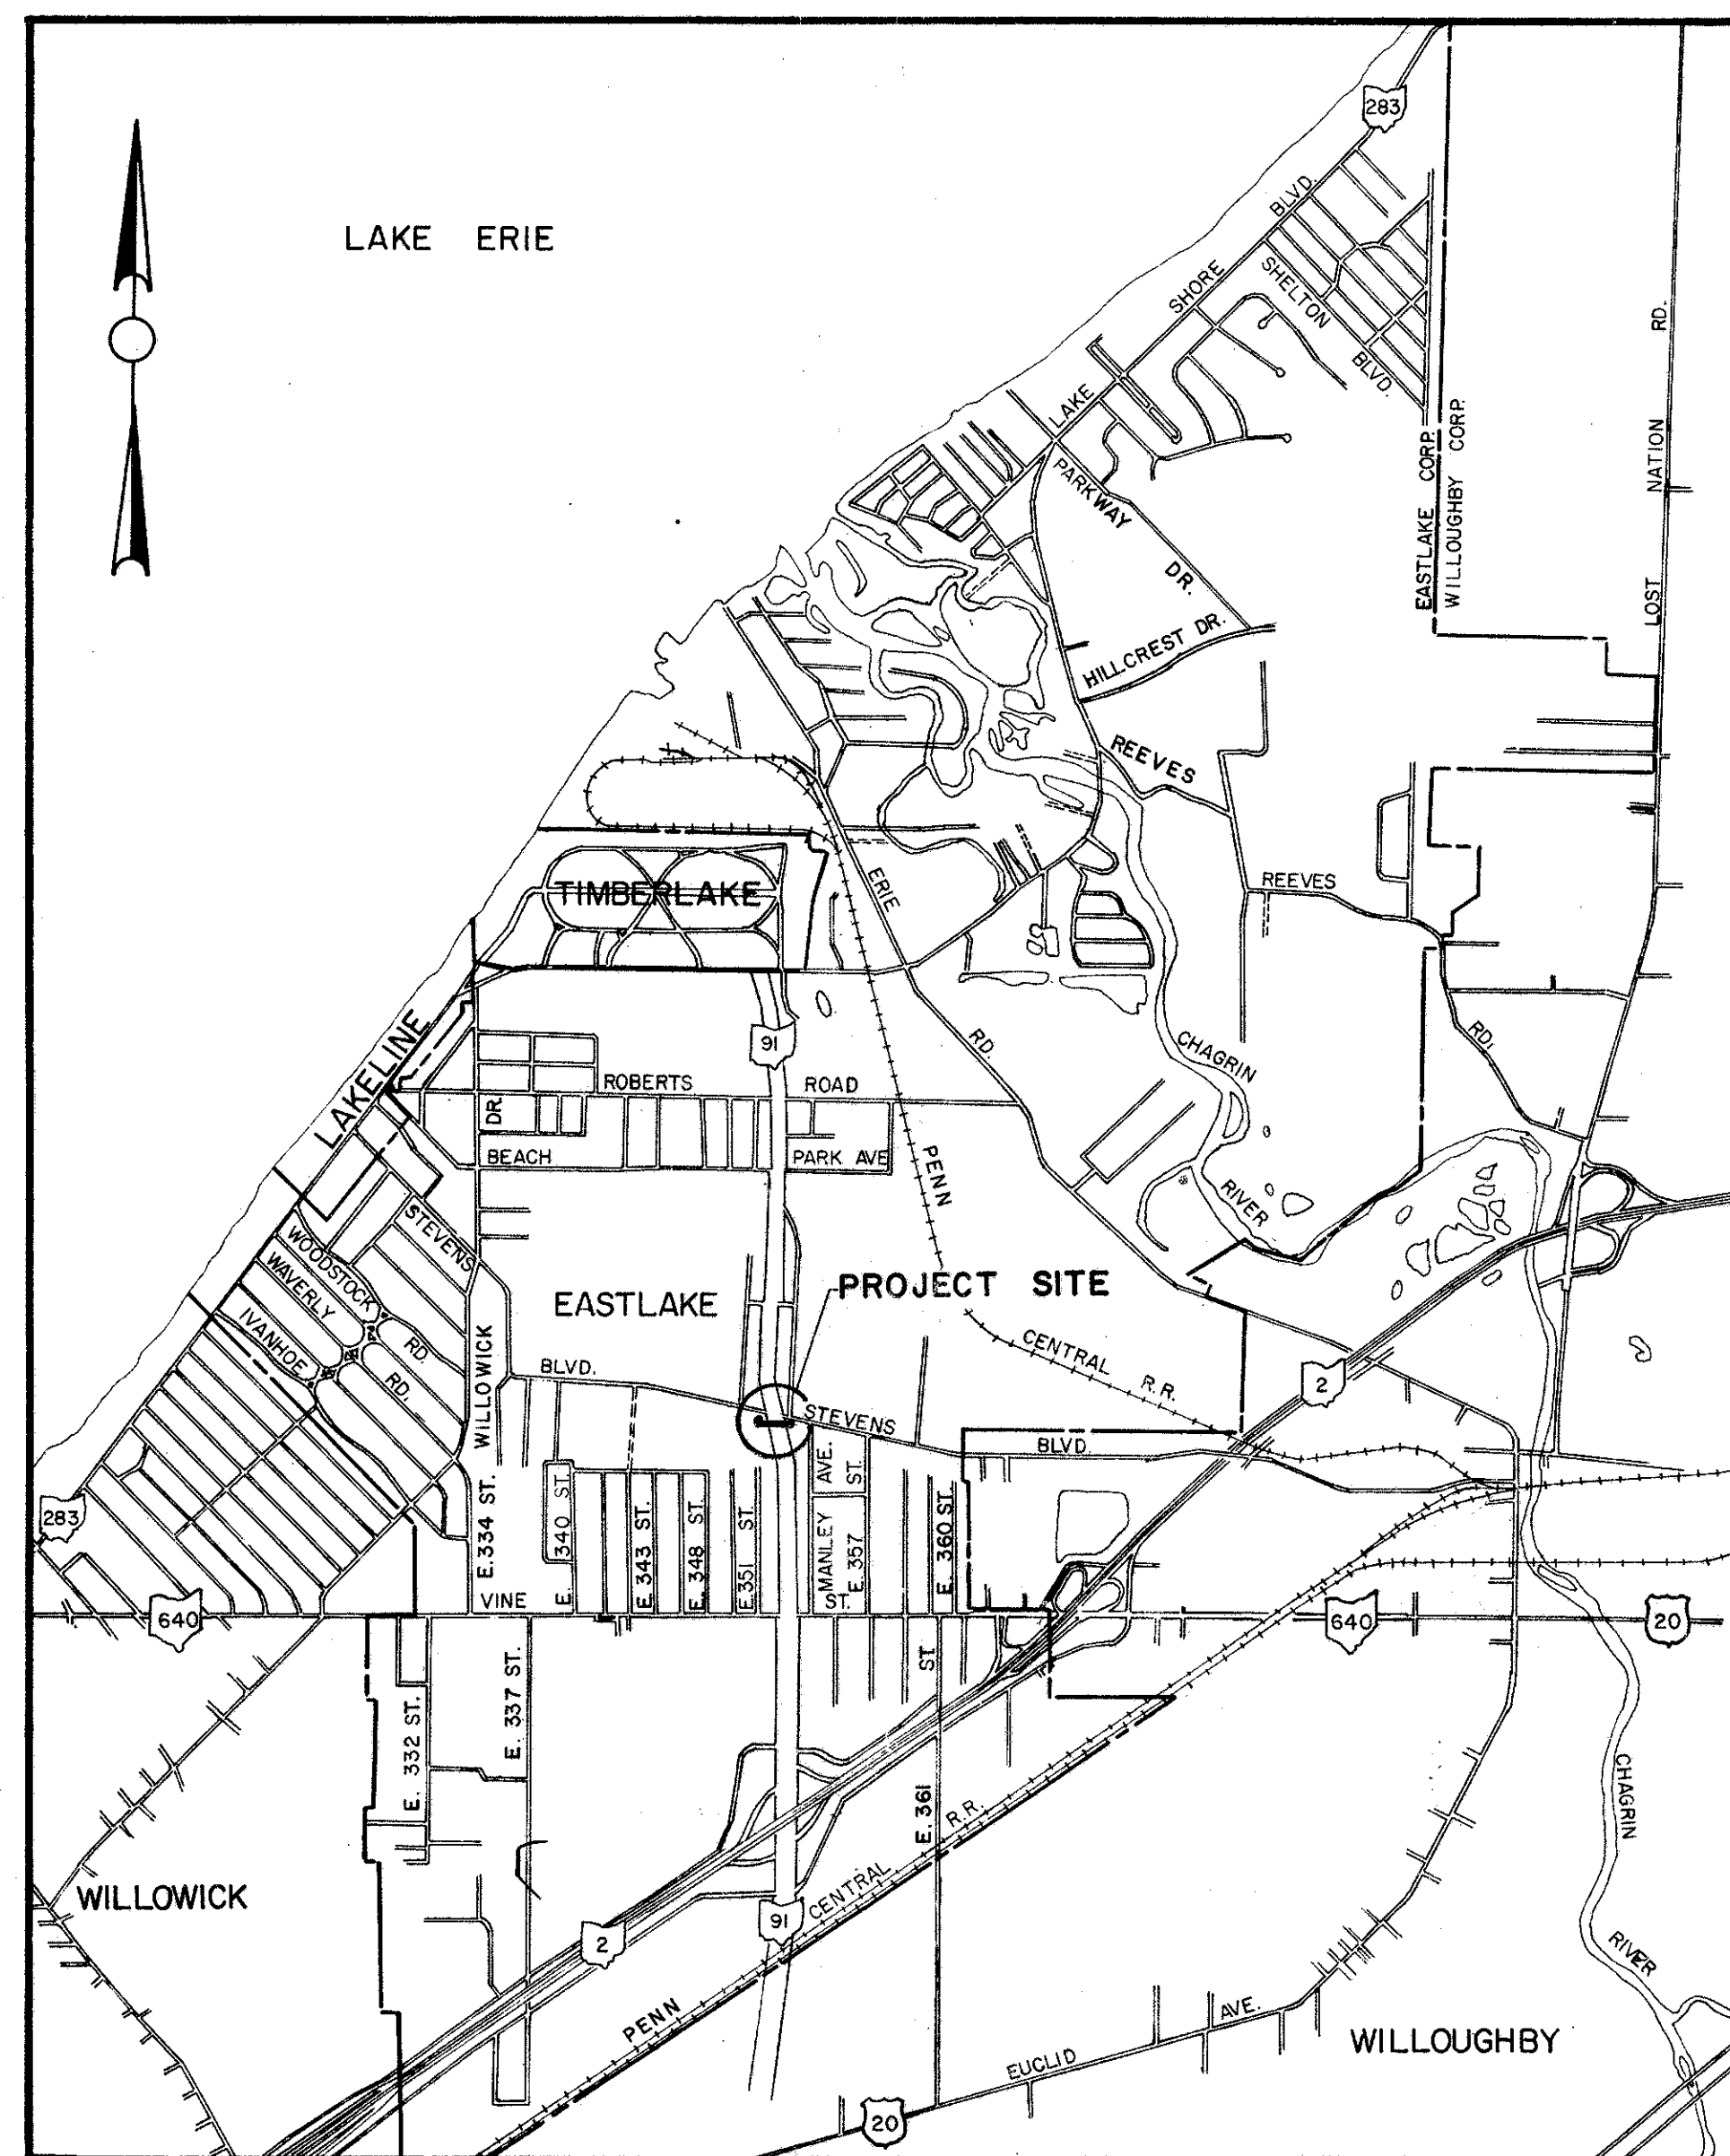 283
LAKE ERIE
BLVD.
SHORE
SHELTON
BLVD.
LAKE
RD.
NATION
LOST
EASTLAKE CORP.
WILLOUGHBY CORP.
PARKWAY
DR.
HILLCREST DR.
REEVES
TIMBERLAKE
ERIE
REEVES
LAKELINE
91
RD.
CHAGRIN
RD.
ROBERTS ROAD
DR.
BEACH PARK AVE
PENN
RIVER
STEVENS
WOODSTOCK
WAVERLY
IVANHOE
RD.
RD.
EASTLAKE
PROJECT SITE
WILLOWICK
BLVD.
CENTRAL R.R.
2
STEVENS
BLVD.
283
E. 334 ST.
E. 340 ST.
E. 343 ST.
E. 348 ST.
E. 351 ST.
MANLEY AVE.
E. 357 ST.
E. 360 ST.
VINE
ST.
640
640
20
E. 332 ST.
E. 337 ST.
E. 361 ST
CENTRAL R.R.
CHAGRIN
WILLOWICK
91
2
RIVER
PENN
AVE.
EUCLID
WILLOUGHBY
20